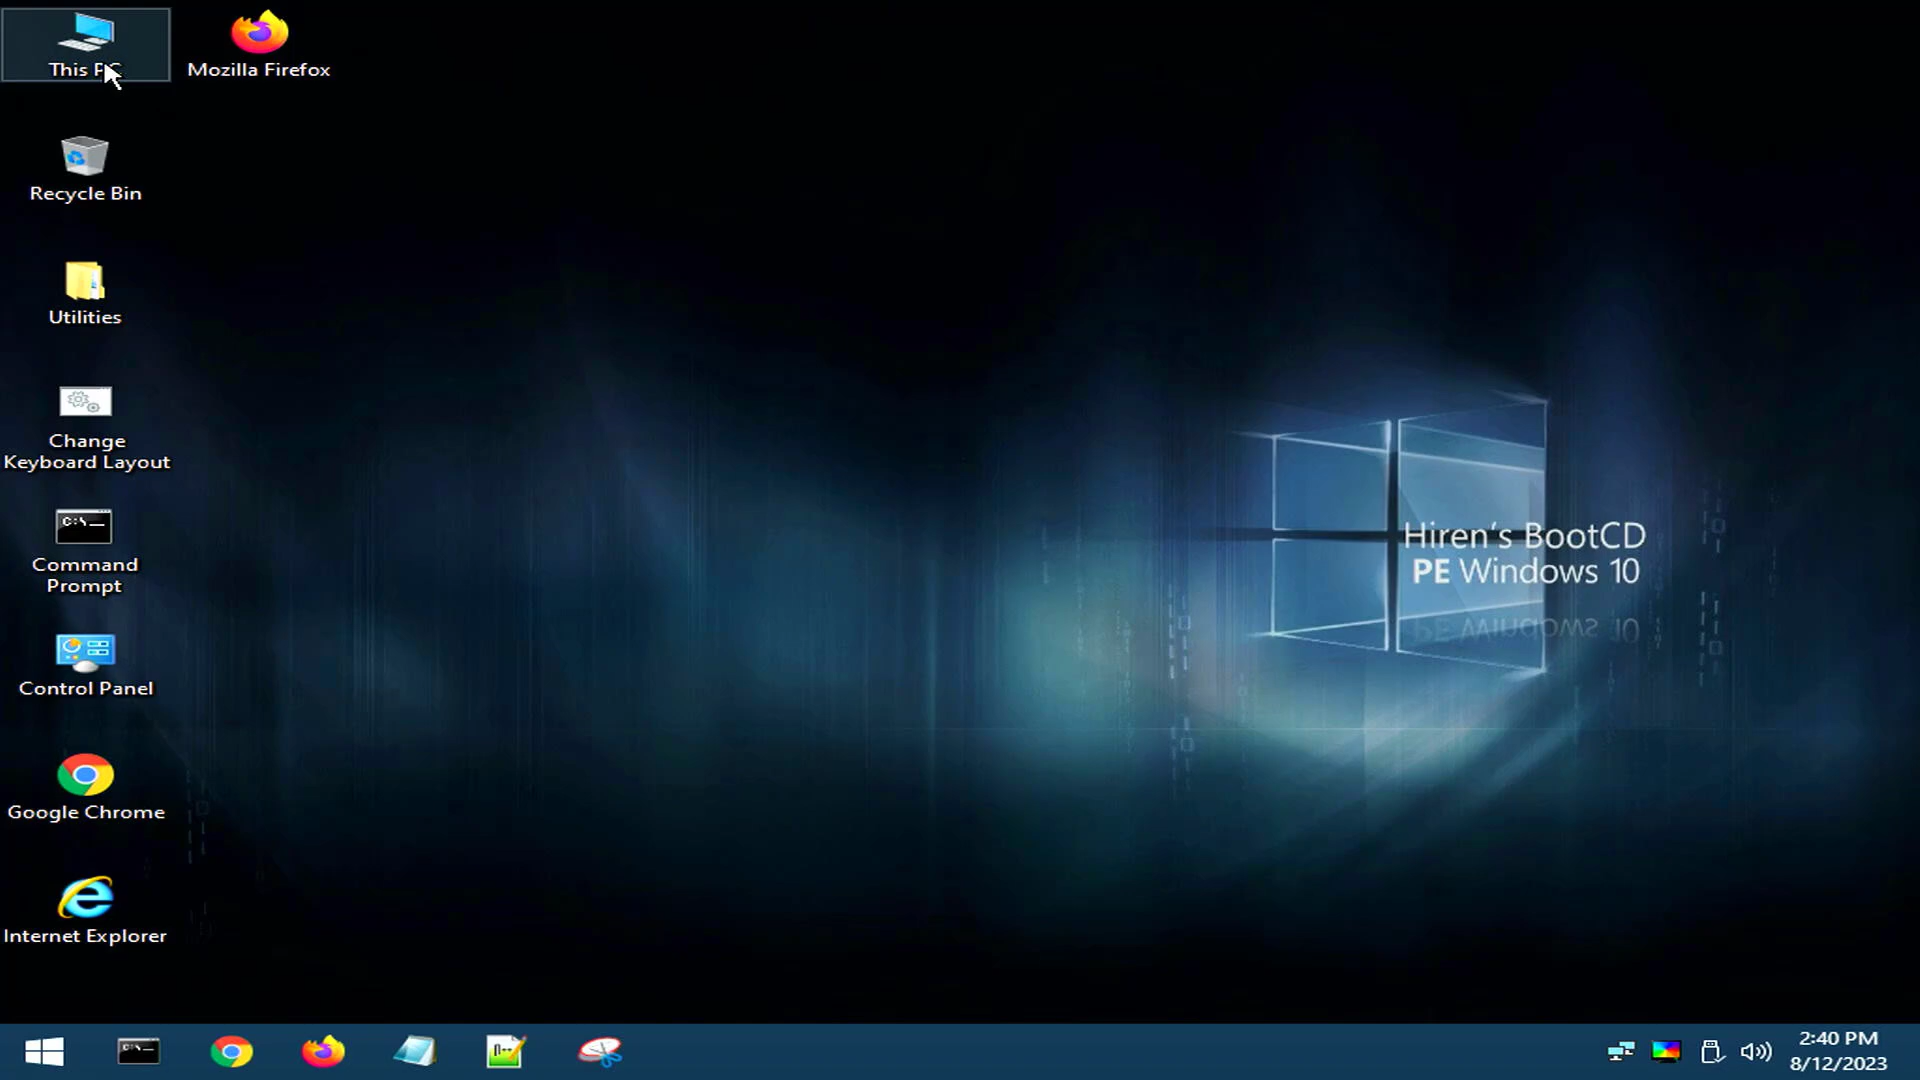 This PC
Mozilla Firefox
Recycle Bin
Utilities
Change
Keyboard Layout
C:\_
Command
Prompt
Control Panel
Google Chrome
Internet Explorer
Hiren's BootCD
PE Windows 10
2:40 PM
8/12/2023